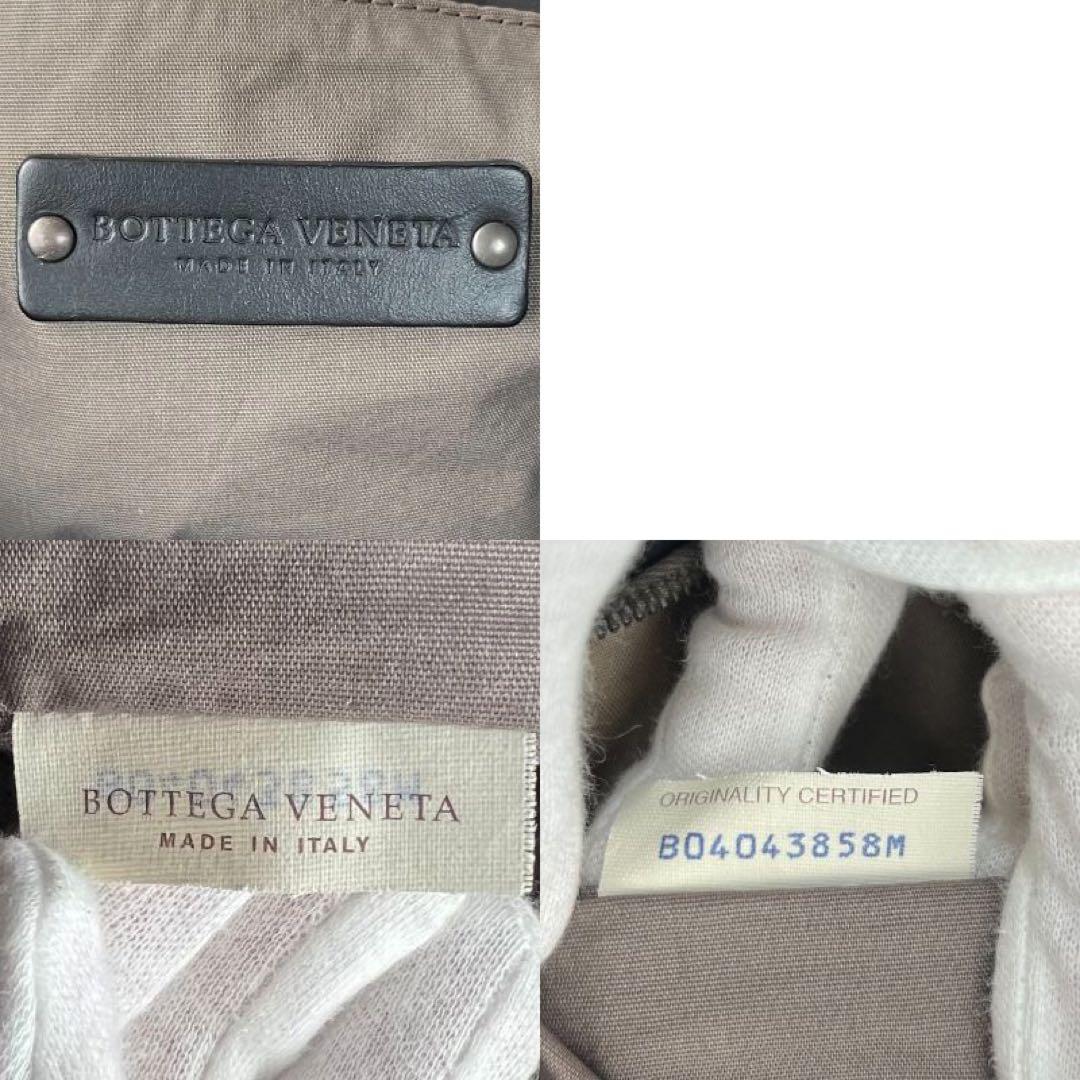 BOTTEGA VENETA
MADE IN ITALY
BOTTEGA VENETA
MADE IN ITALY
ORIGINALITY CERTIFIED
B04043858M